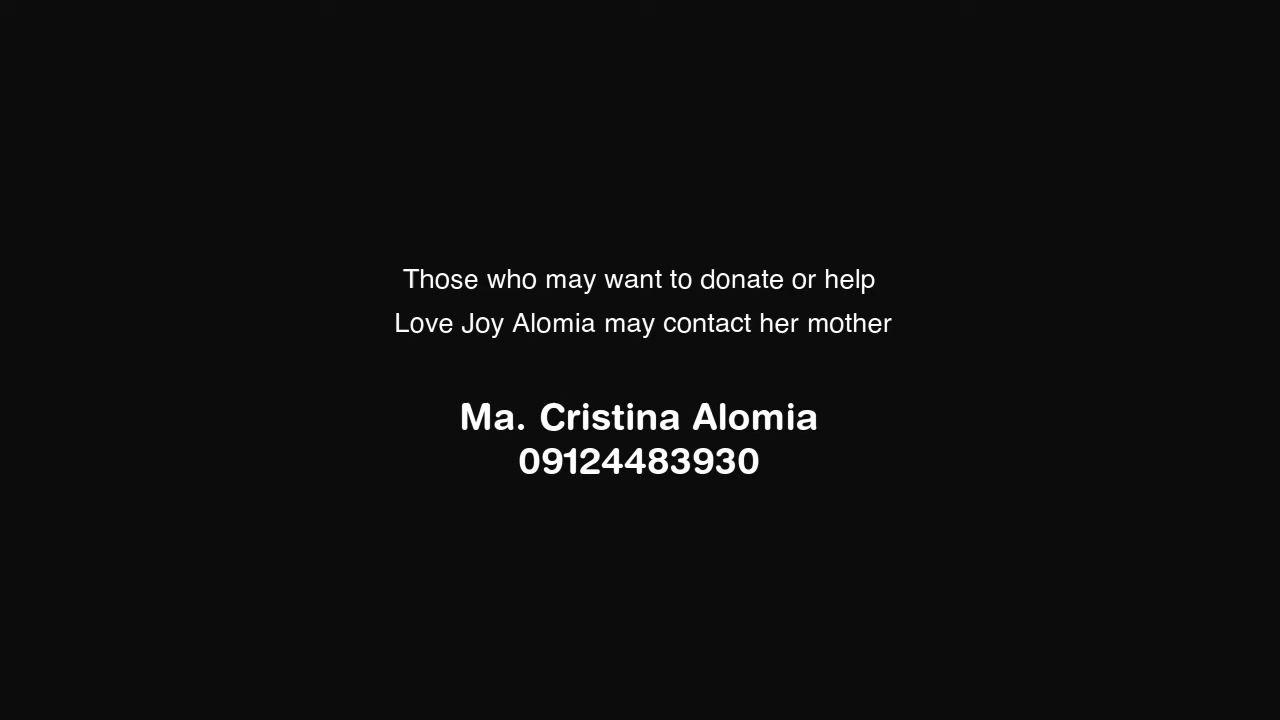 Those who may want to donate or help
Love Joy Alomia may contact her mother
Ma. Cristina Alomia
09124483930